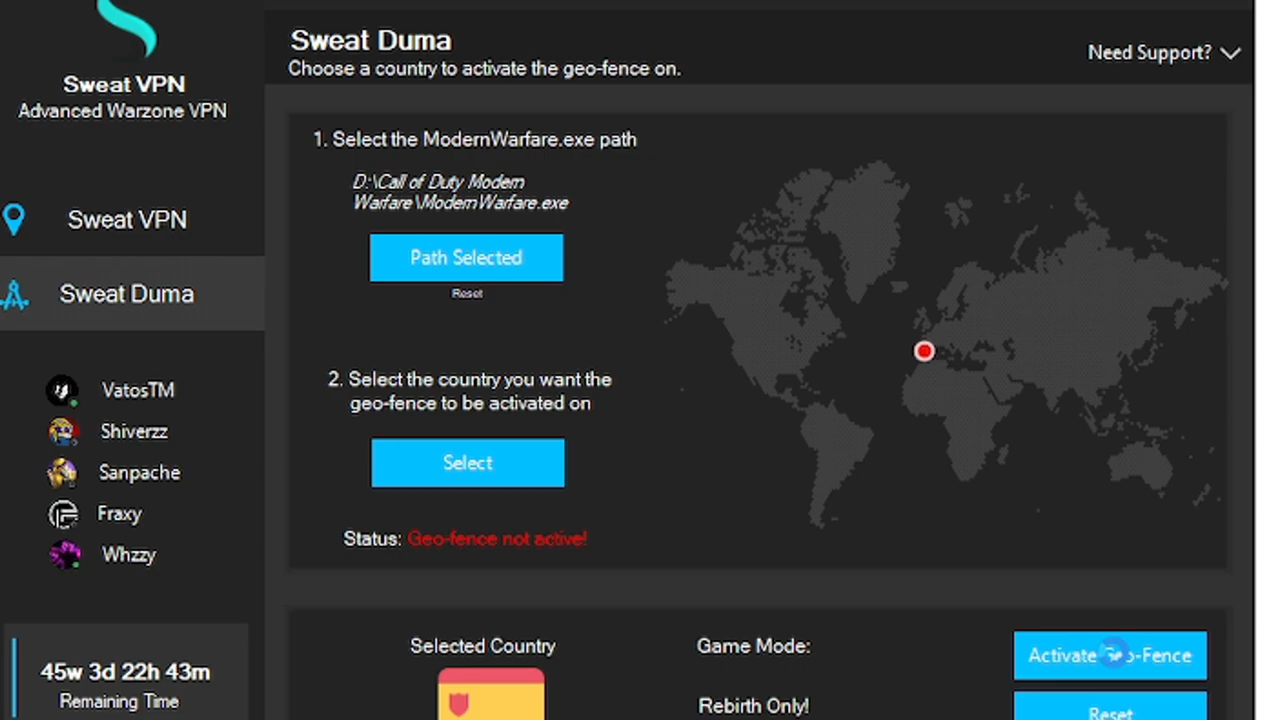 Sweat VPN
Advanced Warzone VPN
Sweat VPN
Sweat Duma
VatosTM
Shiverzz
Sanpache
Fraxy
Whzzy
45w 3d 22h 43m
Remaining Time
Sweat Duma
Choose a country to activate the geo-fence on.
Need Support?
1. Select the ModernWarfare.exe path
D:\Call of Duty Modern
Warfare\ModernWarfare.exe
Path Selected
Reset
2. Select the country you want the
geo-fence to be activated on
Select
Status: Geo-fence not active!
Selected Country
Game Mode:
Rebirth Only!
Activate Geo-Fence
Reset